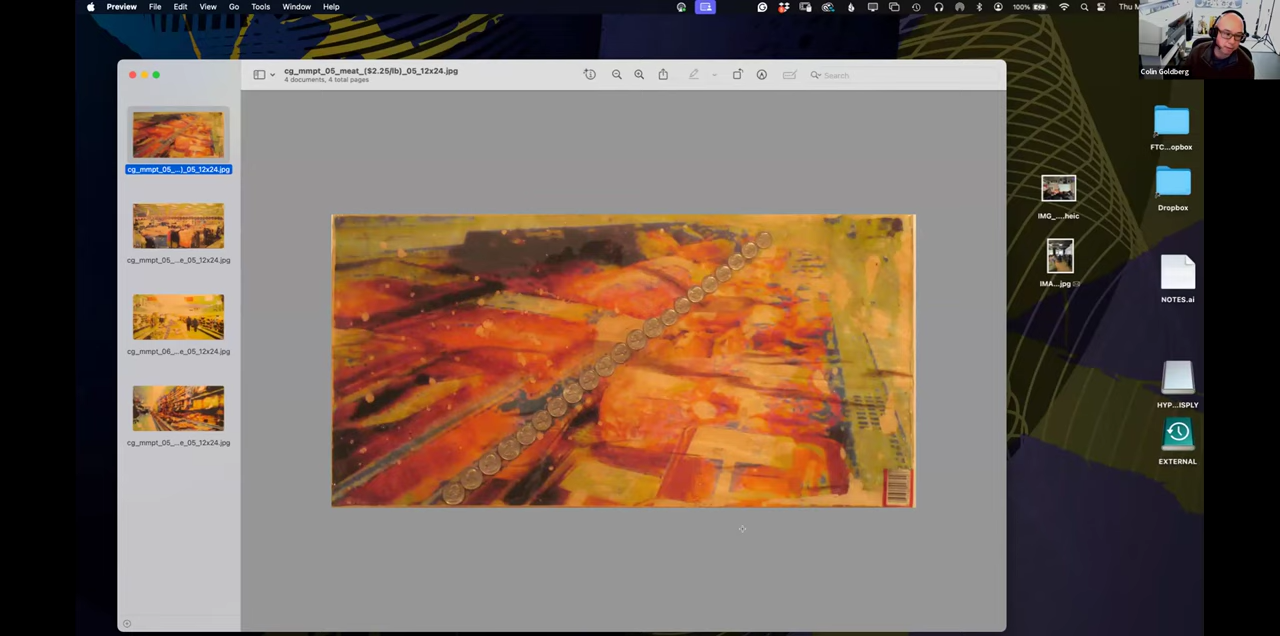 Preview File Edit View Go Tools Window Help
100%
Thu M
Colin Goldberg
cg_mmpt_05_meat_($2.25/lb)_05_12x24.jpg
4 documents, 4 total pages
Search
cg_mmpt_05_...)_05_12x24.jpg
cg_mmpt_05_...e_05_12x24.jpg
cg_mmpt_06_...e_05_12x24.jpg
cg_mmpt_05_...e_05_12x24.jpg
FTC...opbox
Dropbox
IMG_....heic
IMA...jpg
NOTES.ai
HYP...ISPLY
EXTERNAL